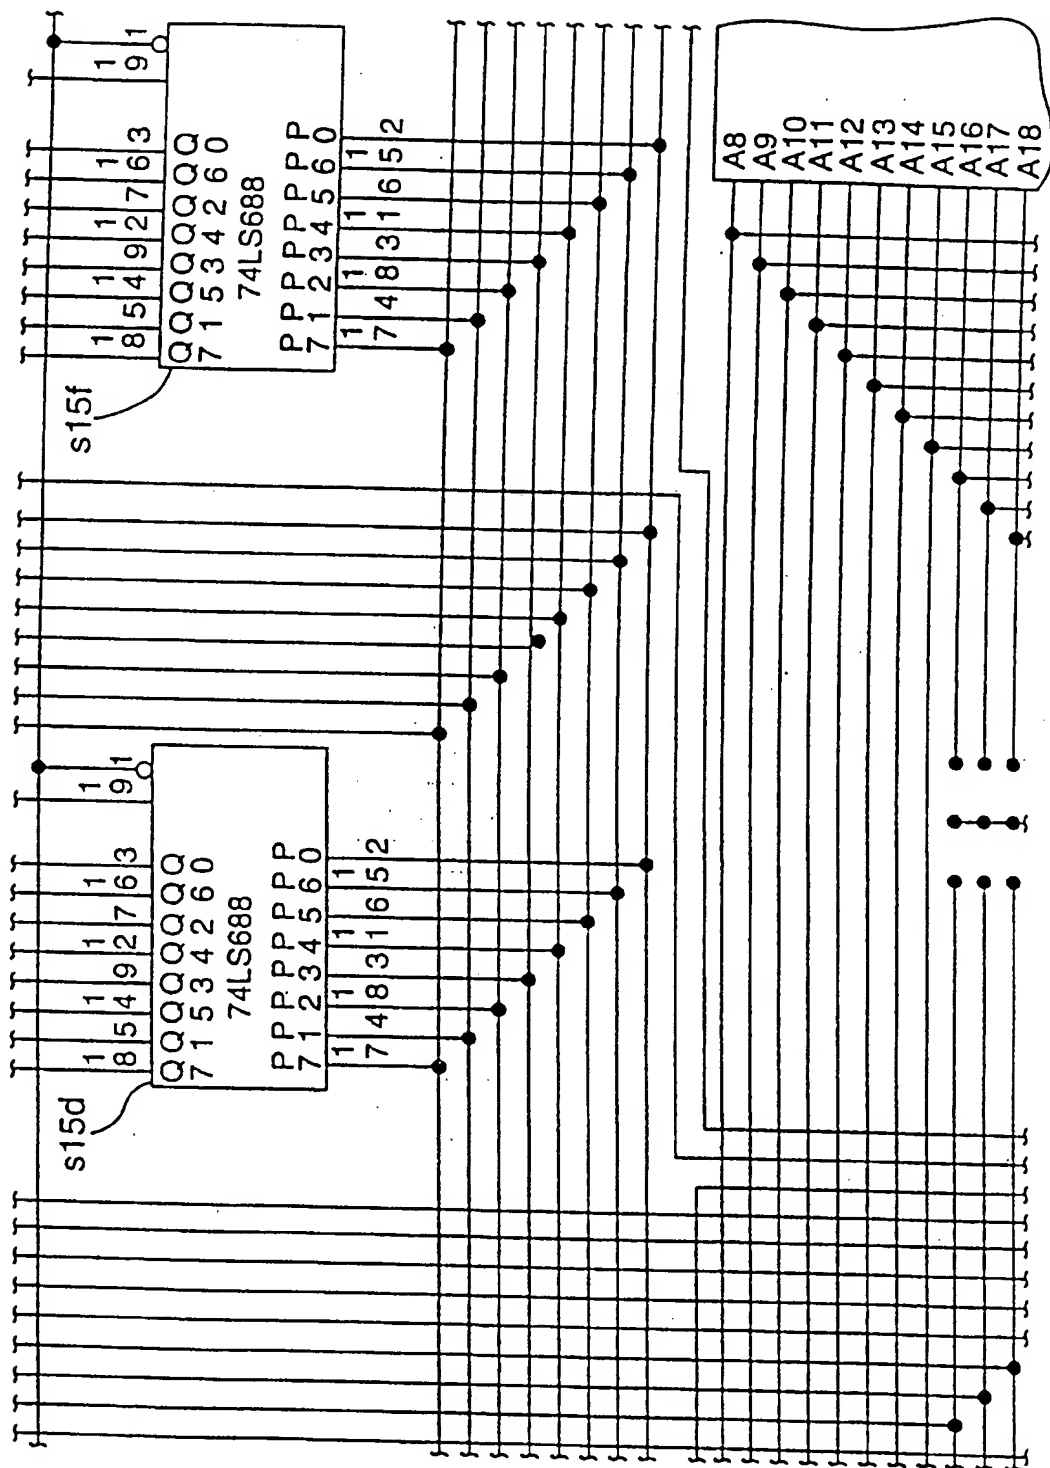 s15d
1 1 1 1 1
8 5 4 9 2 7 6 3 9 1
Q Q Q Q Q Q Q Q
7 1 5 3 4 2 6 0
74LS688
P P P P P P P P
7 1 2 3 4 5 6 0
1 1 1 1
7 4 8 3 1 6 5 2
s15f
1 1 1 1 1
8 5 4 9 2 7 6 3 9 1
Q Q Q Q Q Q Q Q
7 1 5 3 4 2 6 0
74LS688
P P P P P P P P
7 1 2 3 4 5 6 0
1 1 1 1
7 4 8 3 1 6 5 2
A8
A9
A10
A11
A12
A13
A14
A15
A16
A17
A18